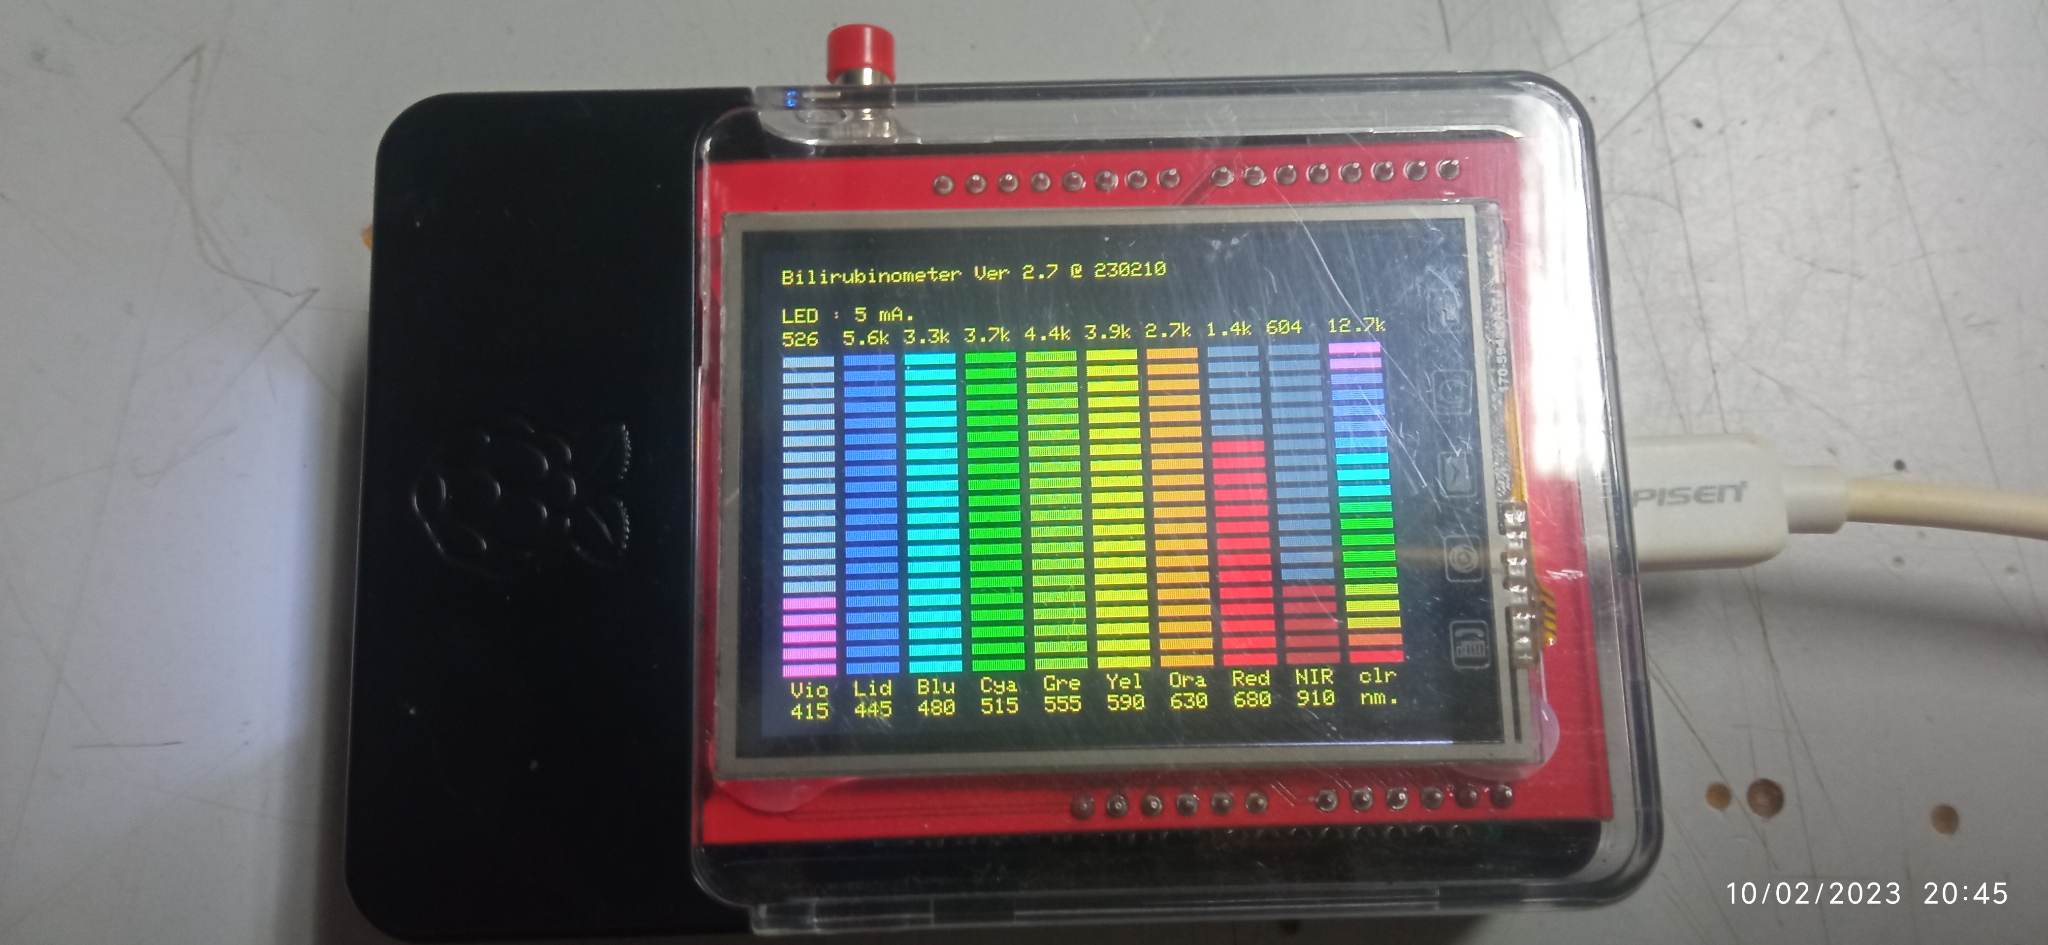 Bilirubinometer Ver 2.7 @ 230210
LED : 5 mA.
526 5.6k 3.3k 3.7k 4.4k 3.9k 2.7k 1.4k 604 12.7k
Vio Lid Blu Cya Gre Yel Ora Red NIR clr
415 445 480 515 555 590 630 680 910 nm.
PISEN
10/02/2023 20:45